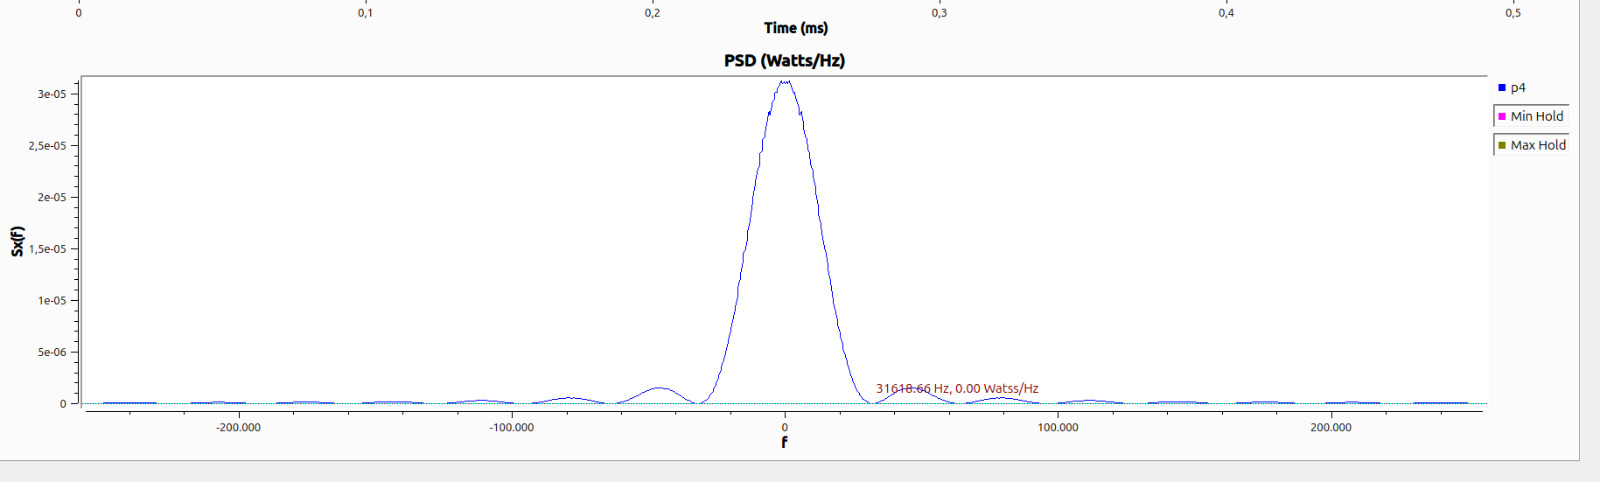 0 0,1 0,2 0,3 0,4 0,5
Time (ms)
PSD (Watts/Hz)
3e-05
2,5e-05
2e-05
1,5e-05
1e-05
5e-06
0
Sx(f)
p4
Min Hold
Max Hold
31618.66 Hz, 0.00 Watss/Hz
-200.000 -100.000 0 100.000 200.000
f